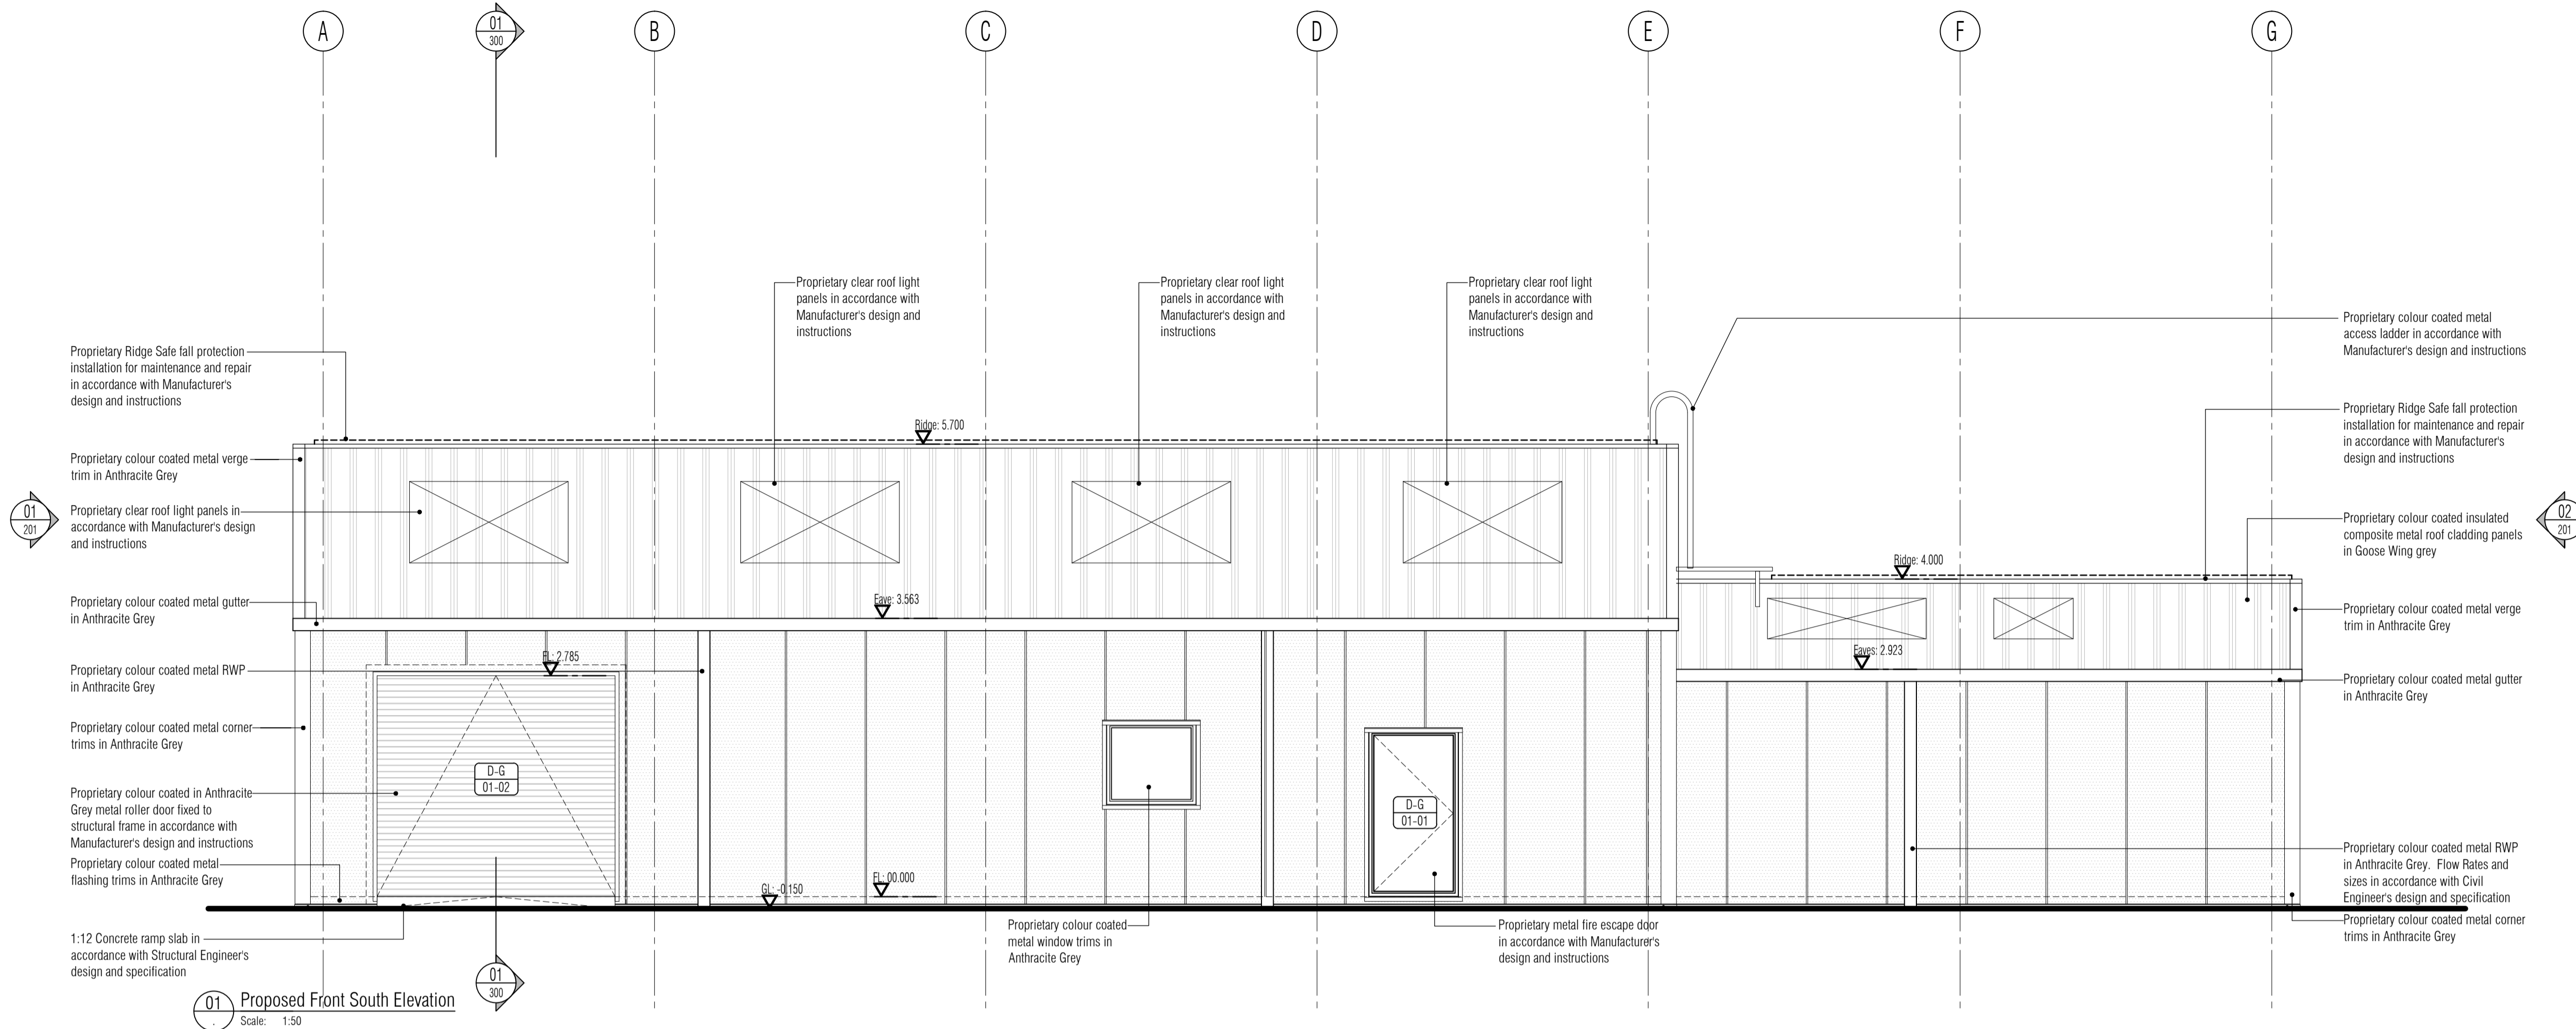 A
01
300
B
C
D
E
F
G
Proprietary clear roof light
panels in accordance with
Manufacturer's design and
instructions
Proprietary clear roof light
panels in accordance with
Manufacturer's design and
instructions
Proprietary clear roof light
panels in accordance with
Manufacturer's design and
instructions
Proprietary colour coated metal
access ladder in accordance with
Manufacturer's design and instructions
Proprietary Ridge Safe fall protection
installation for maintenance and repair
in accordance with Manufacturer's
design and instructions
Proprietary Ridge Safe fall protection
installation for maintenance and repair
in accordance with Manufacturer's
design and instructions
Ridge: 5.700
Proprietary colour coated metal verge
trim in Anthracite Grey
01
201
Proprietary clear roof light panels in
accordance with Manufacturer's design
and instructions
Proprietary colour coated insulated
composite metal roof cladding panels
in Goose Wing grey
02
201
Ridge: 4.000
Eave: 3.563
Proprietary colour coated metal gutter
in Anthracite Grey
Proprietary colour coated metal verge
trim in Anthracite Grey
Eaves: 2.923
FL: 2.785
Proprietary colour coated metal RWP
in Anthracite Grey
Proprietary colour coated metal gutter
in Anthracite Grey
Proprietary colour coated metal corner
trims in Anthracite Grey
D-G
01-02
D-G
01-01
Proprietary colour coated in Anthracite
Grey metal roller door fixed to
structural frame in accordance with
Manufacturer's design and instructions
Proprietary colour coated metal
flashing trims in Anthracite Grey
GL: -0.150
FL: 00.000
Proprietary colour coated metal RWP
in Anthracite Grey. Flow Rates and
sizes in accordance with Civil
Engineer's design and specification
Proprietary colour coated metal corner
trims in Anthracite Grey
1:12 Concrete ramp slab in
accordance with Structural Engineer's
design and specification
Proprietary colour coated
metal window trims in
Anthracite Grey
Proprietary metal fire escape door
in accordance with Manufacturer's
design and instructions
01
300
01
Proposed Front South Elevation
Scale: 1:50